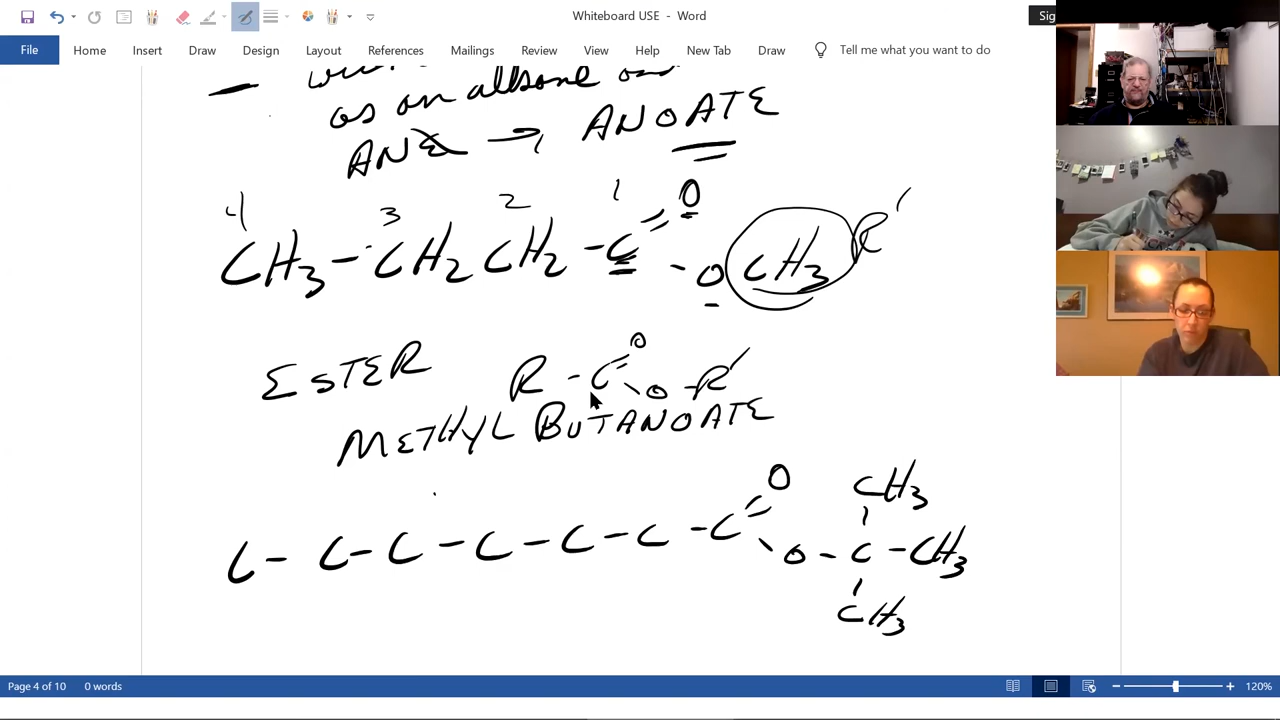 Whiteboard USE - Word
Sig
File Home Insert Draw Design Layout References Mailings Review View Help New Tab Draw Tell me what you want to do
as an
ANE → ANOATE
4 3 2 1 O
CH3 - CH2 CH2 - C - O CH3 R'
ESTER R - C O O - R'
METHYL BUTANOATE
O CH3
C - C - C - C - C - C - C O - C - CH3
CH3
Page 4 of 10 0 words 120%